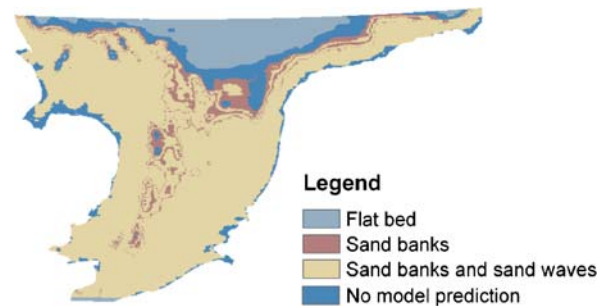 Legend
Flat bed
Sand banks
Sand banks and sand waves
No model prediction